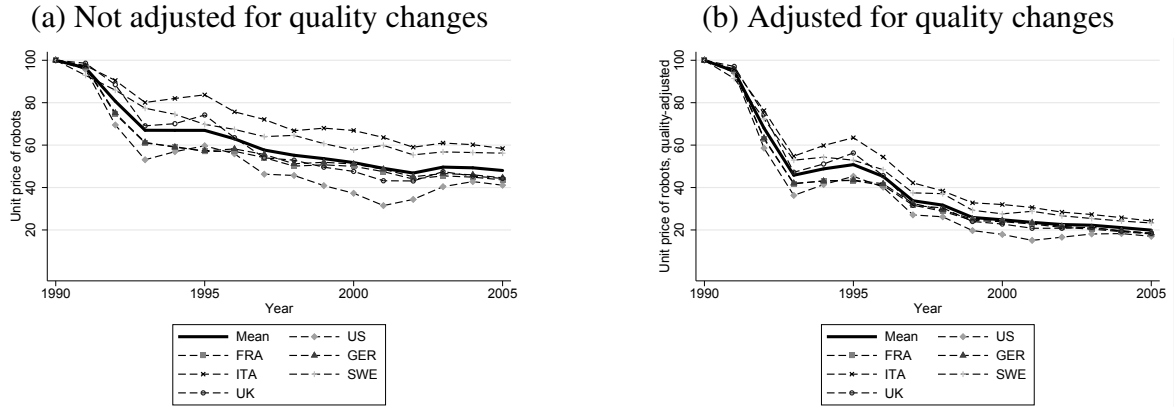 (a) Not adjusted for quality changes
Unit price of robots
100
80
60
40
20
1990
1995
2000
2005
Year
Mean
US
FRA
GER
ITA
SWE
UK
(b) Adjusted for quality changes
Unit price of robots, quality-adjusted
100
80
60
40
20
1990
1995
2000
2005
Year
Mean
US
FRA
GER
ITA
SWE
UK